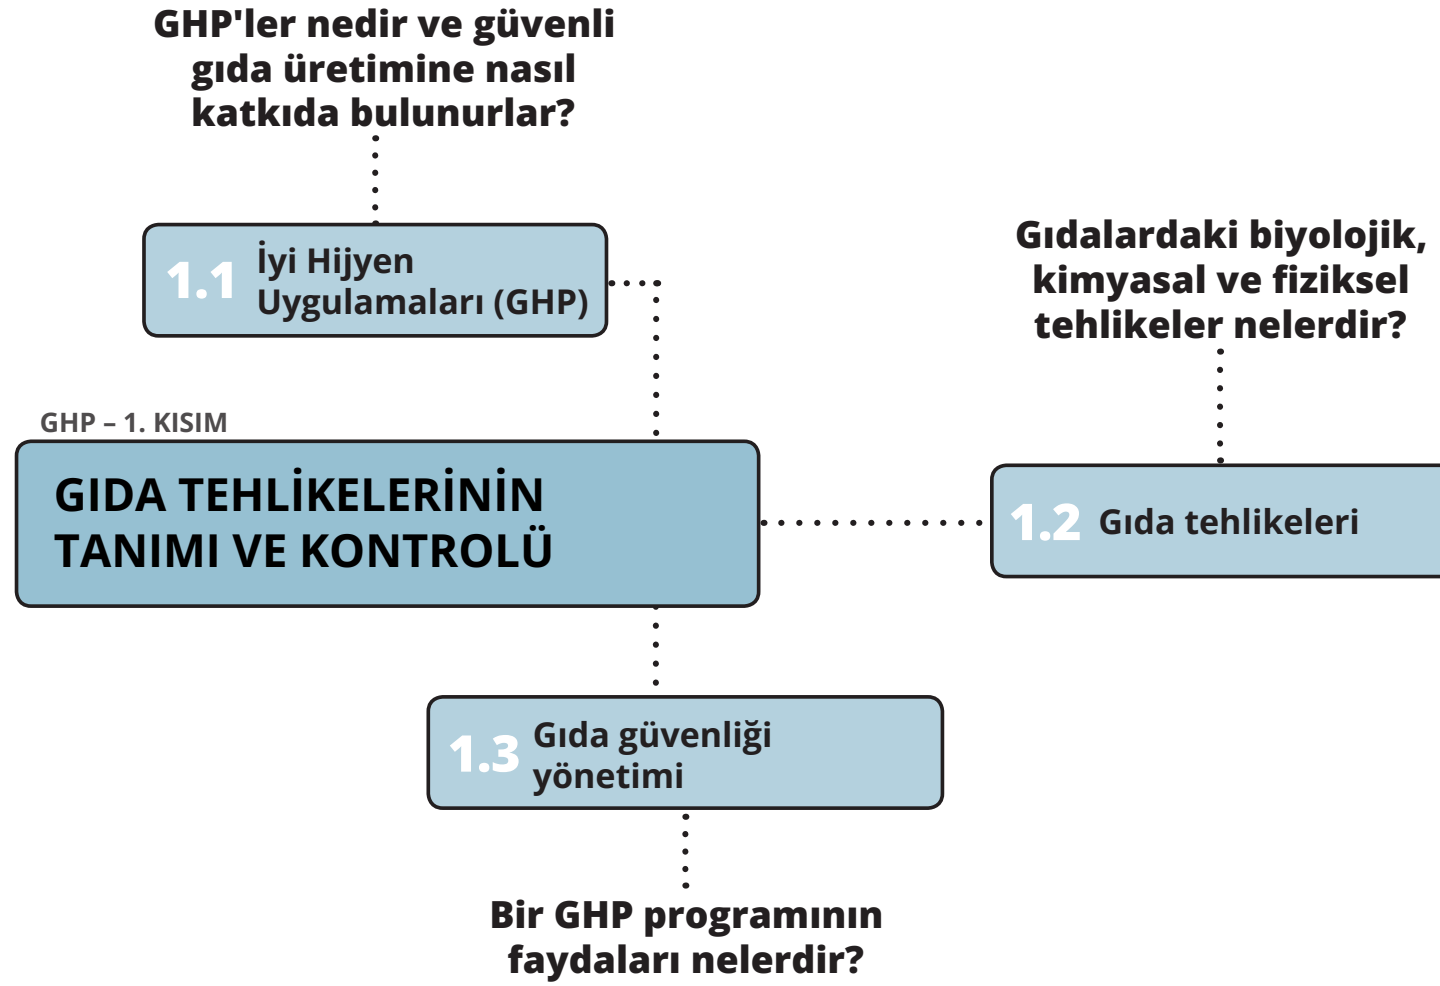 GHP'ler nedir ve güvenli
gıda üretimine nasıl
katkıda bulunurlar?
1.1 İyi Hijyen
Uygulamaları (GHP)
Gıdalardaki biyolojik,
kimyasal ve fiziksel
tehlikeler nelerdir?
GHP – 1. KISIM
GIDA TEHLİKELERİNİN
TANIMI VE KONTROLÜ
1.2 Gıda tehlikeleri
1.3 Gıda güvenliği
yönetimi
Bir GHP programının
faydaları nelerdir?